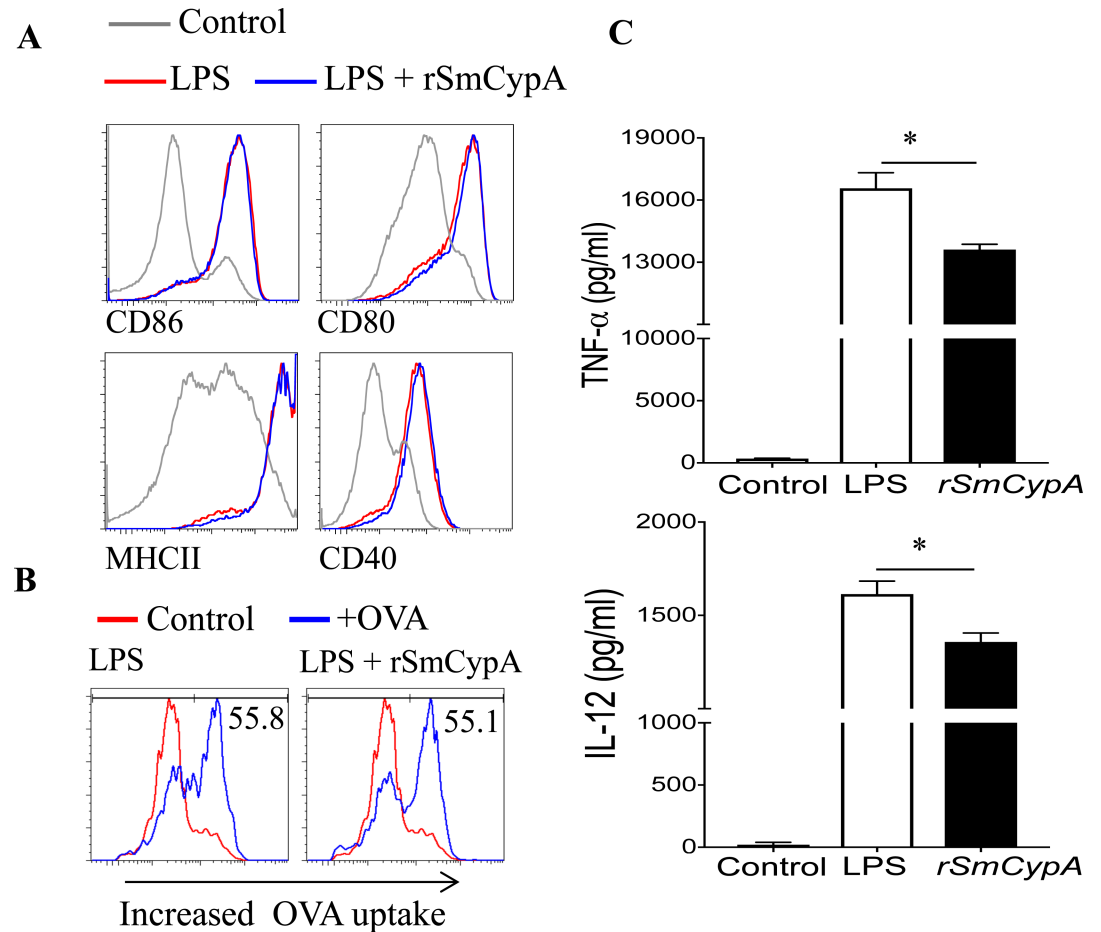 A
Control
LPS LPS + rSmCypA
CD86 CD80
MHCII CD40
B
Control +OVA
LPS LPS + rSmCypA
55.8 55.1
Increased OVA uptake
C
TNF-α (pg/ml)
19000
*
16000
13000
10000
5000
0
Control LPS rSmCypA
IL-12 (pg/ml)
2000
*
1500
1000
500
0
Control LPS rSmCypA